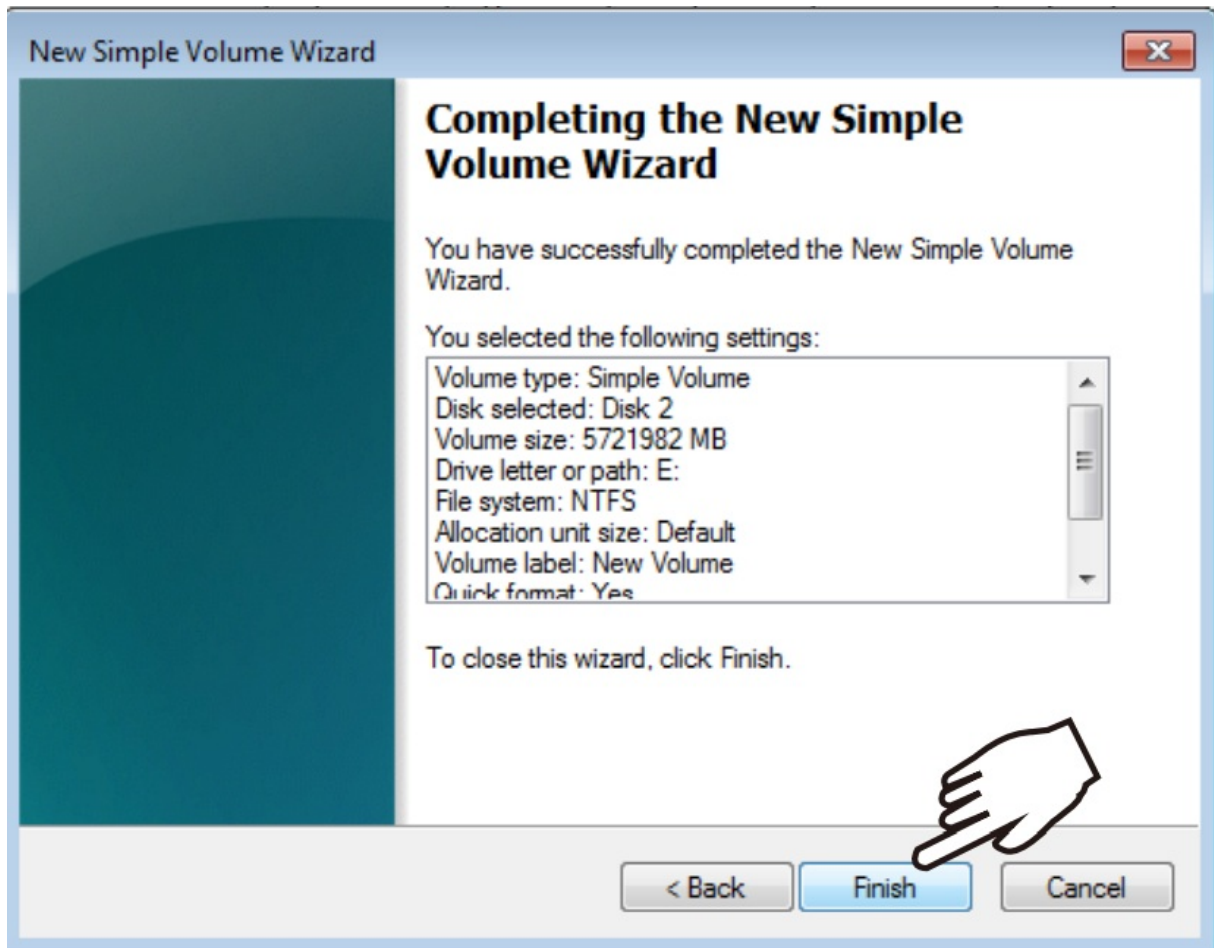 New Simple Volume Wizard
Completing the New Simple
Volume Wizard
You have successfully completed the New Simple Volume
Wizard.
You selected the following settings:
Volume type: Simple Volume
Disk selected: Disk 2
Volume size: 5721982 MB
Drive letter or path: E:
File system: NTFS
Allocation unit size: Default
Volume label: New Volume
Quick format: Yes
To close this wizard, click Finish.
< Back
Finish
Cancel